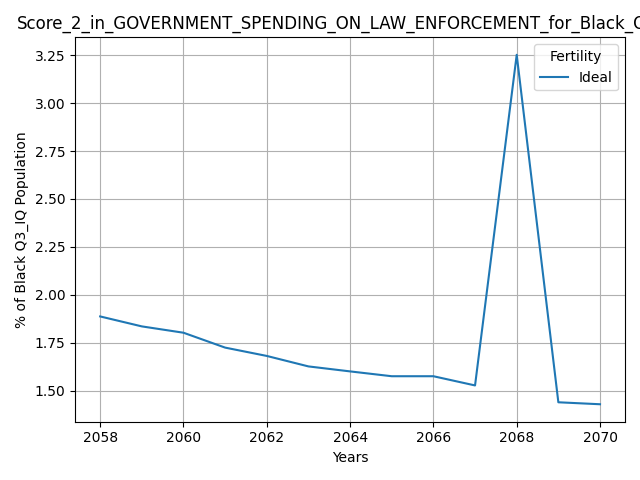 Score_2_in_GOVERNMENT_SPENDING_ON_LAW_ENFORCEMENT_for_Black_
Fertility
Ideal
% of Black Q3_IQ Population
3.25
3.00
2.75
2.50
2.25
2.00
1.75
1.50
2058 2060 2062 2064 2066 2068 2070
Years